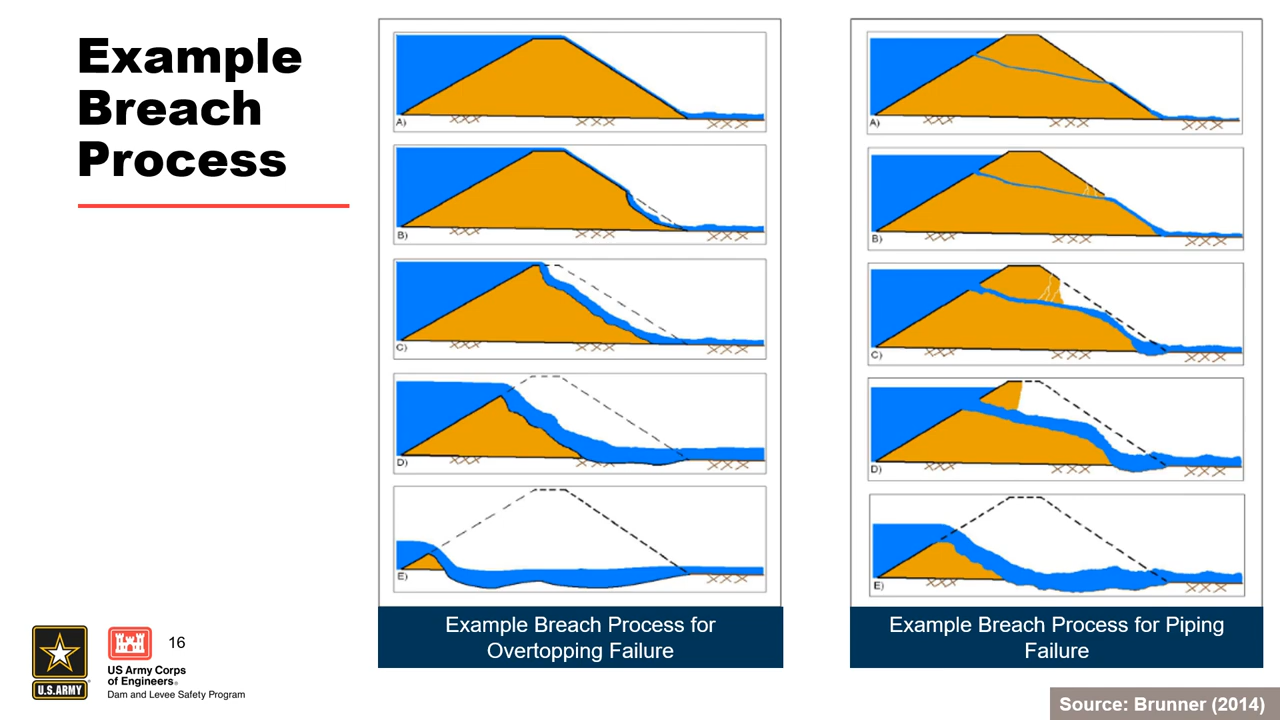 Example
Breach
Process
A)
B)
C)
D)
E)
Example Breach Process for
Overtopping Failure
A)
B)
C)
D)
E)
Example Breach Process for Piping
Failure
U.S.ARMY
US Army Corps
of Engineers®
Dam and Levee Safety Program
16
Source: Brunner (2014)